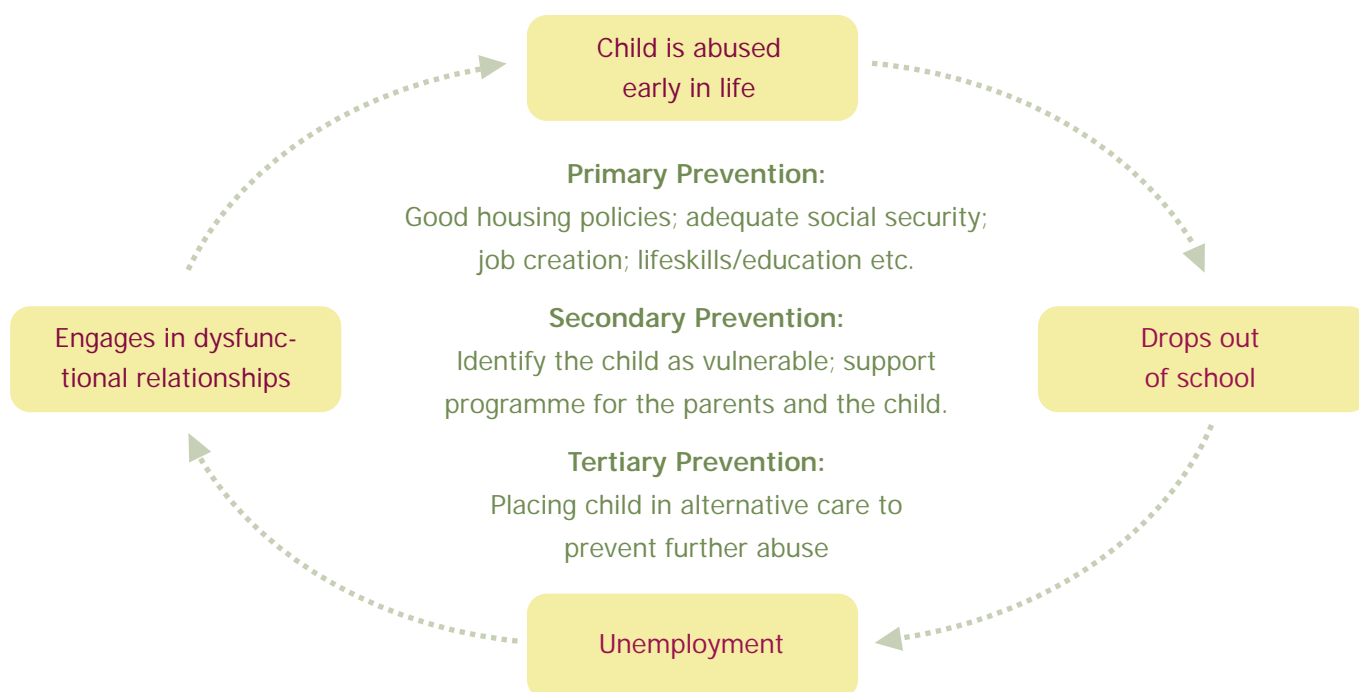 Child is abused
early in life
Primary Prevention:
Good housing policies; adequate social security;
job creation; lifeskills/education etc.
Secondary Prevention:
Identify the child as vulnerable; support
programme for the parents and the child.
Tertiary Prevention:
Placing child in alternative care to
prevent further abuse
Engages in dysfunc-
tional relationships
Drops out
of school
Unemployment